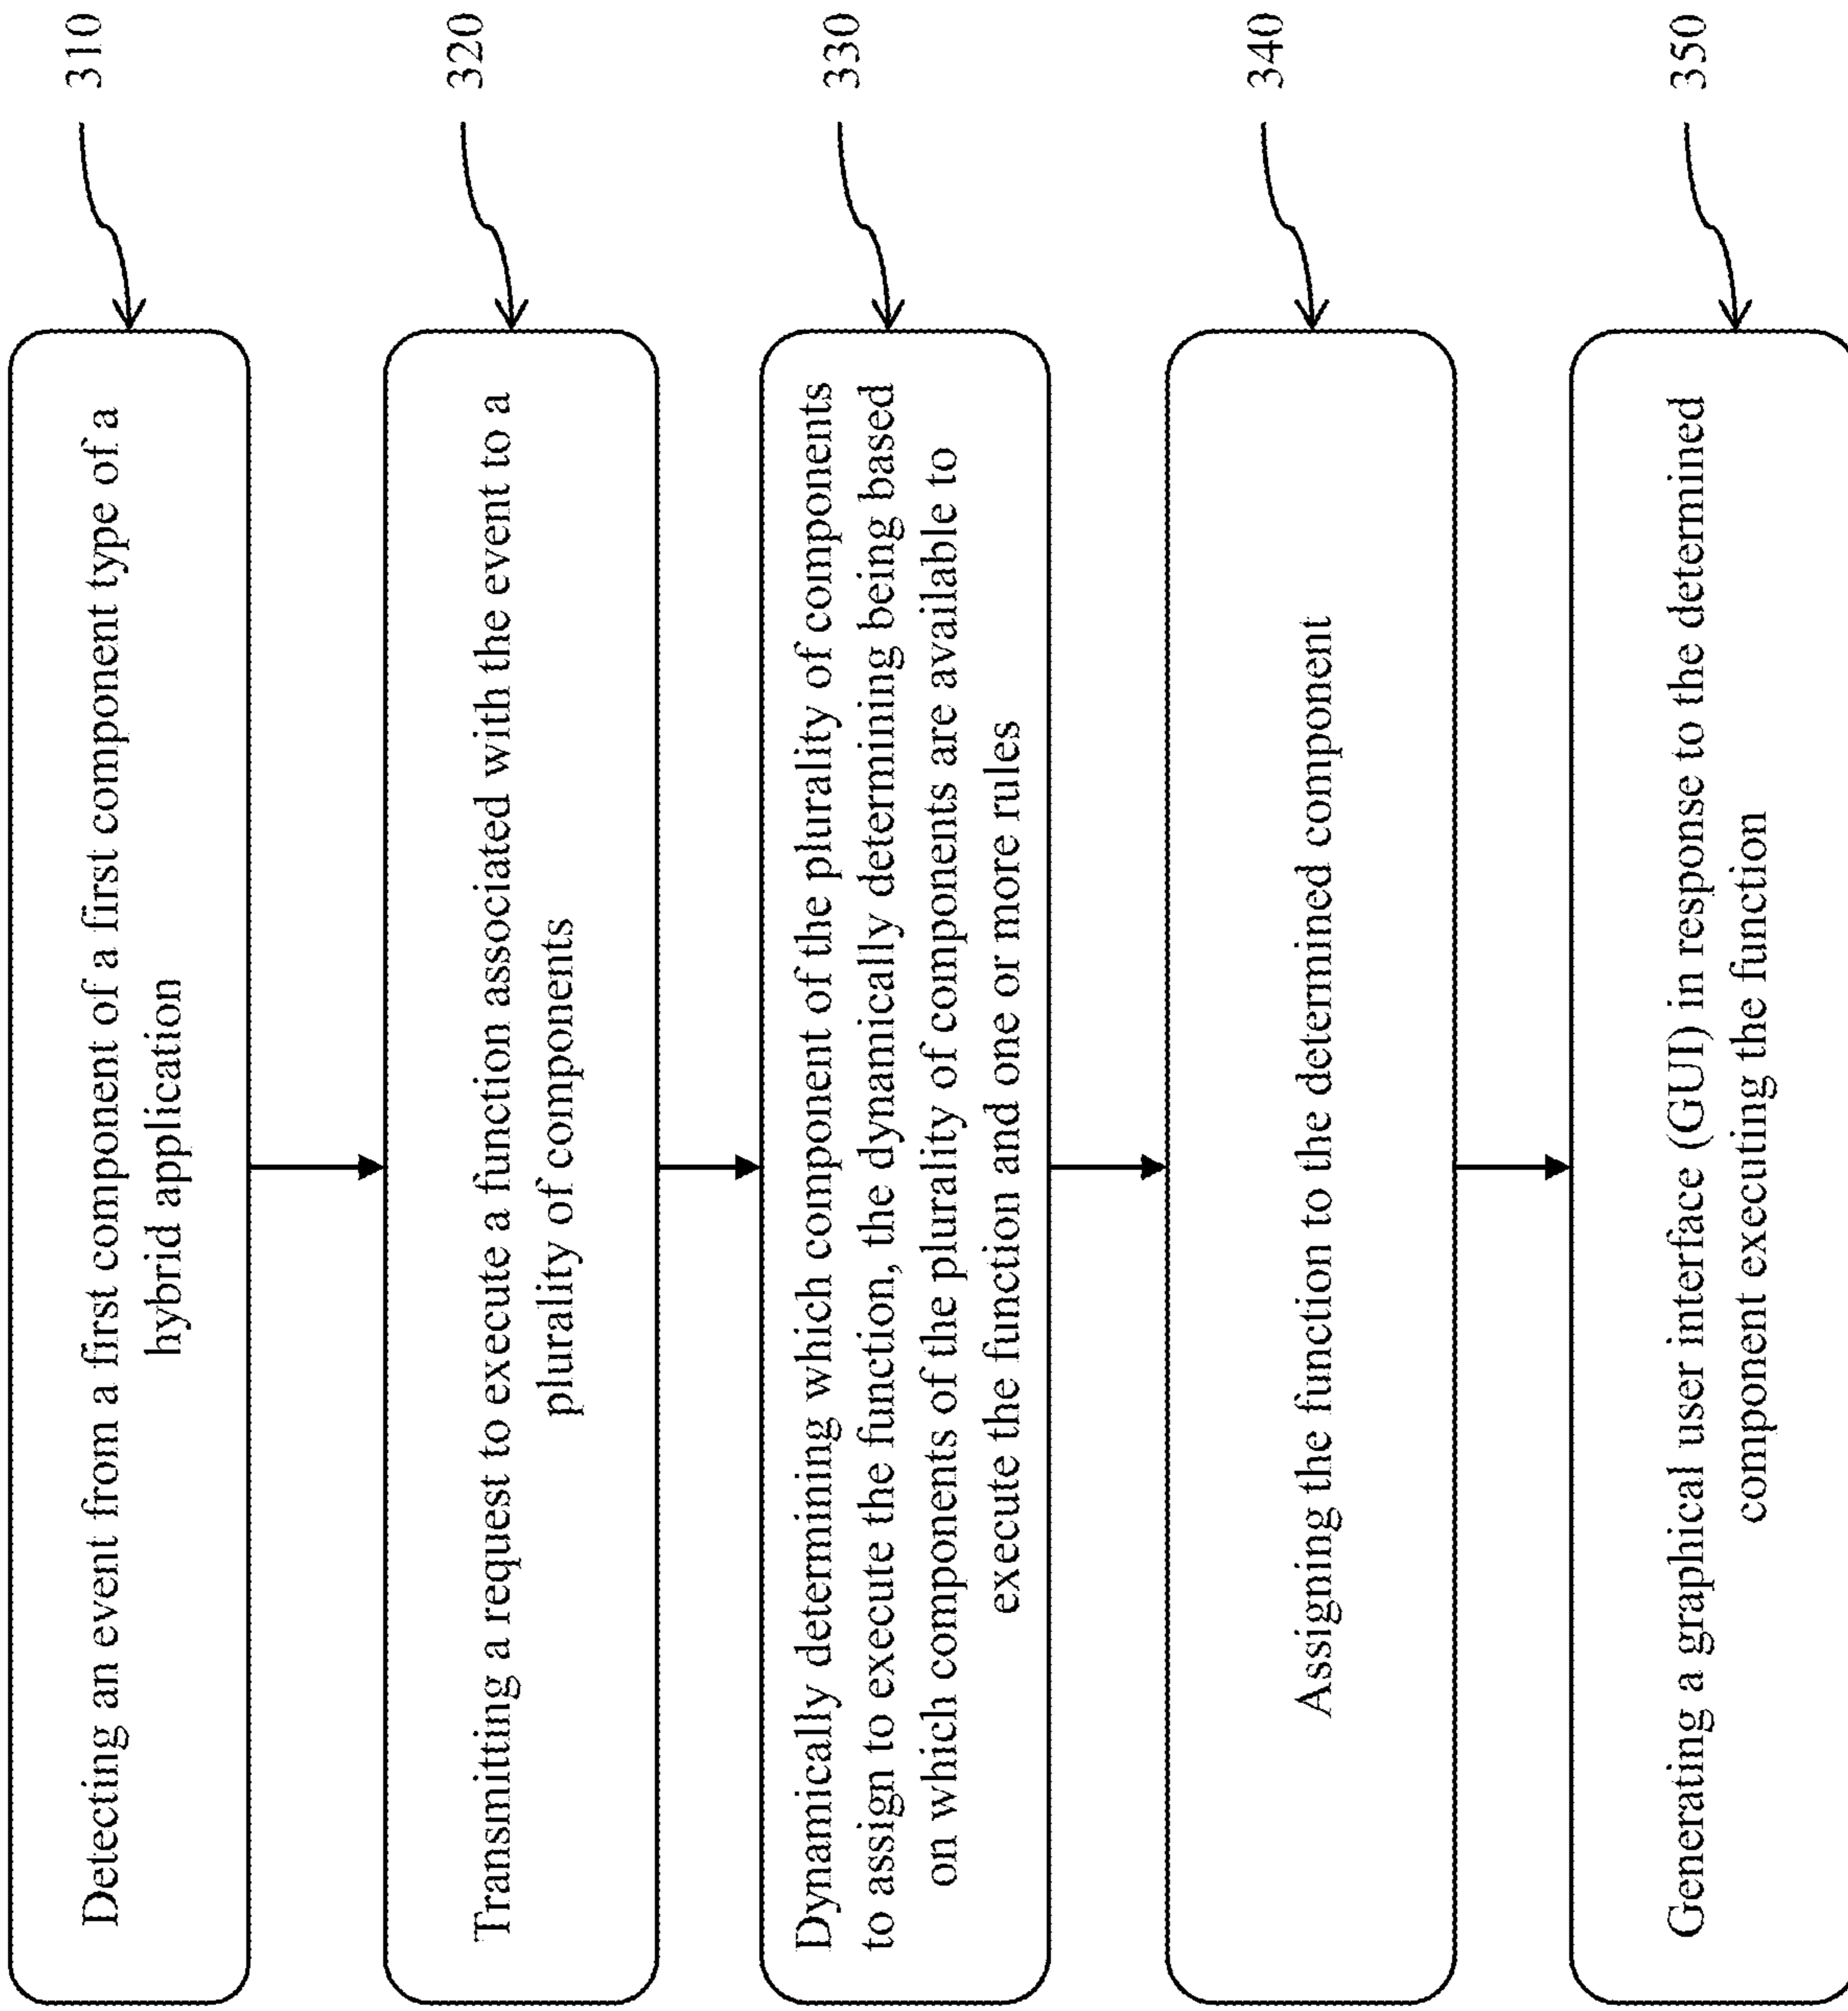 Detecting an event from a first component of a first component type of a
hybrid application
310
Transmitting a request to execute a function associated with the event to a
plurality of components
320
Dynamically determining which component of the plurality of components
to assign to execute the function, the dynamically determining being based
on which components of the plurality of components are available to
execute the function and one or more rules
330
Assigning the function to the determined component
340
Generating a graphical user interface (GUI) in response to the determined
component executing the function
350